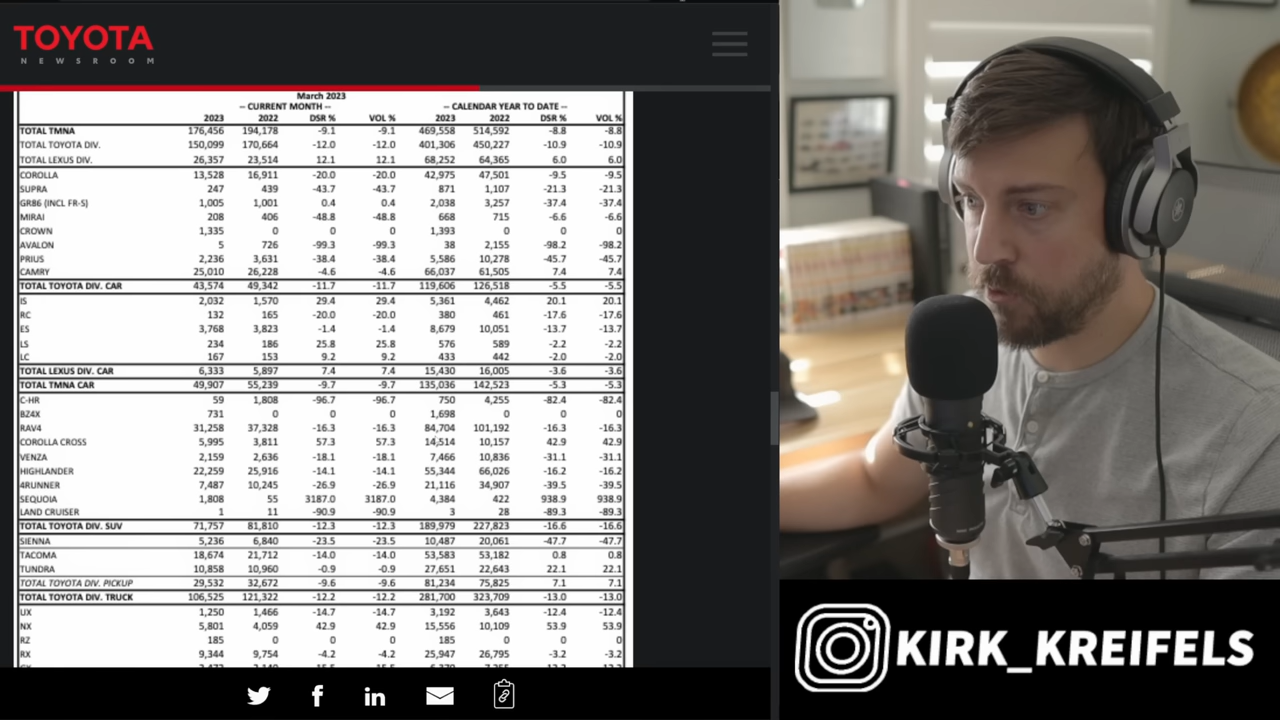 TOYOTA
NEWSROOM
March 2023
-- CURRENT MONTH -- -- CALENDAR YEAR TO DATE --
2023 2022 DSR % VOL % 2023 2022 DSR % VOL %
TOTAL TMNA 176,456 194,178 -9.1 -9.1 469,558 514,592 -8.8 -8.8
TOTAL TOYOTA DIV. 150,099 170,664 -12.0 -12.0 401,306 450,227 -10.9 -10.9
TOTAL LEXUS DIV. 26,357 23,514 12.1 12.1 68,252 64,365 6.0 6.0
COROLLA 13,528 16,911 -20.0 -20.0 42,975 47,501 -9.5 -9.5
SUPRA 247 439 -43.7 -43.7 871 1,107 -21.3 -21.3
GR86 (INCL FR-S) 1,005 1,001 0.4 0.4 2,038 3,257 -37.4 -37.4
MIRAI 208 406 -48.8 -48.8 668 715 -6.6 -6.6
CROWN 1,335 0 0 0 1,393 0 0 0
AVALON 5 726 -99.3 -99.3 38 2,155 -98.2 -98.2
PRIUS 2,236 3,631 -38.4 -38.4 5,586 10,278 -45.7 -45.7
CAMRY 25,010 26,228 -4.6 -4.6 66,037 61,505 7.4 7.4
TOTAL TOYOTA DIV. CAR 43,574 49,342 -11.7 -11.7 119,606 126,518 -5.5 -5.5
IS 2,032 1,570 29.4 29.4 5,361 4,462 20.1 20.1
RC 132 165 -20.0 -20.0 380 461 -17.6 -17.6
ES 3,768 3,823 -1.4 -1.4 8,679 10,051 -13.7 -13.7
LS 234 186 25.8 25.8 576 589 -2.2 -2.2
LC 167 153 9.2 9.2 433 442 -2.0 -2.0
TOTAL LEXUS DIV. CAR 6,333 5,897 7.4 7.4 15,430 16,005 -3.6 -3.6
TOTAL TMNA CAR 49,907 55,239 -9.7 -9.7 135,036 142,523 -5.3 -5.3
C-HR 59 1,808 -96.7 -96.7 750 4,255 -82.4 -82.4
BZ4X 731 0 0 0 1,698 0 0 0
RAV4 31,258 37,328 -16.3 -16.3 84,704 101,192 -16.3 -16.3
COROLLA CROSS 5,995 3,811 57.3 57.3 14,514 10,157 42.9 42.9
VENZA 2,159 2,636 -18.1 -18.1 7,466 10,836 -31.1 -31.1
HIGHLANDER 22,259 25,916 -14.1 -14.1 55,344 66,026 -16.2 -16.2
4RUNNER 7,487 10,245 -26.9 -26.9 21,116 34,907 -39.5 -39.5
SEQUOIA 1,808 55 3187.0 3187.0 4,384 422 938.9 938.9
LAND CRUISER 1 11 -90.9 -90.9 3 28 -89.3 -89.3
TOTAL TOYOTA DIV. SUV 71,757 81,810 -12.3 -12.3 189,979 227,823 -16.6 -16.6
SIENNA 5,236 6,840 -23.5 -23.5 10,487 20,061 -47.7 -47.7
TACOMA 18,674 21,712 -14.0 -14.0 53,583 53,182 0.8 0.8
TUNDRA 10,858 10,960 -0.9 -0.9 27,651 22,643 22.1 22.1
TOTAL TOYOTA DIV. PICKUP 29,532 32,672 -9.6 -9.6 81,234 75,825 7.1 7.1
TOTAL TOYOTA DIV. TRUCK 106,525 121,322 -12.2 -12.2 281,700 323,709 -13.0 -13.0
UX 1,250 1,466 -14.7 -14.7 3,192 3,643 -12.4 -12.4
NX 5,801 4,059 42.9 42.9 15,556 10,109 53.9 53.9
RZ 185 0 0 0 185 0 0 0
RX 9,344 9,754 -4.2 -4.2 25,947 26,795 -3.2 -3.2
KIRK_KREIFELS